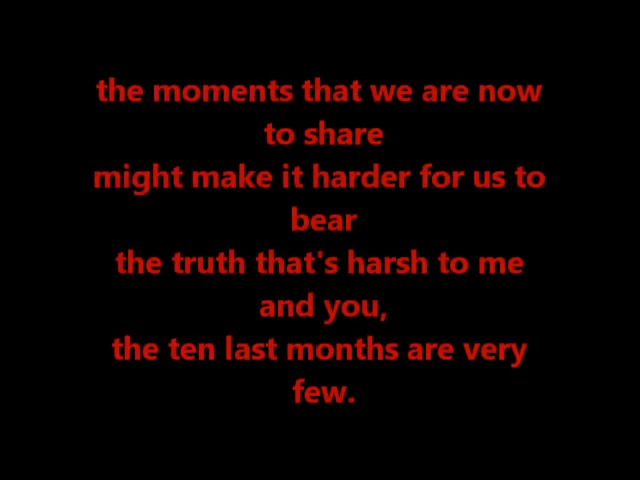 the moments that we are now
to share
might make it harder for us to
bear
the truth that's harsh to me
and you,
the ten last months are very
few.